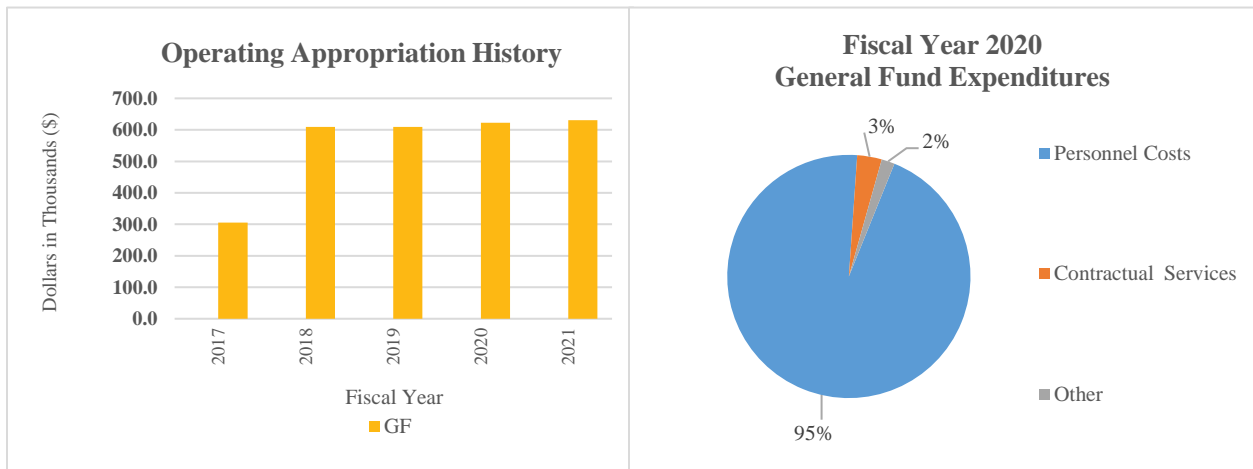 Operating Appropriation History
Dollars in Thousands ($)
700.0
600.0
500.0
400.0
300.0
200.0
100.0
0.0
2017
2018
2019
2020
2021
Fiscal Year
GF
Fiscal Year 2020
General Fund Expenditures
3%
2%
95%
Personnel Costs
Contractual Services
Other